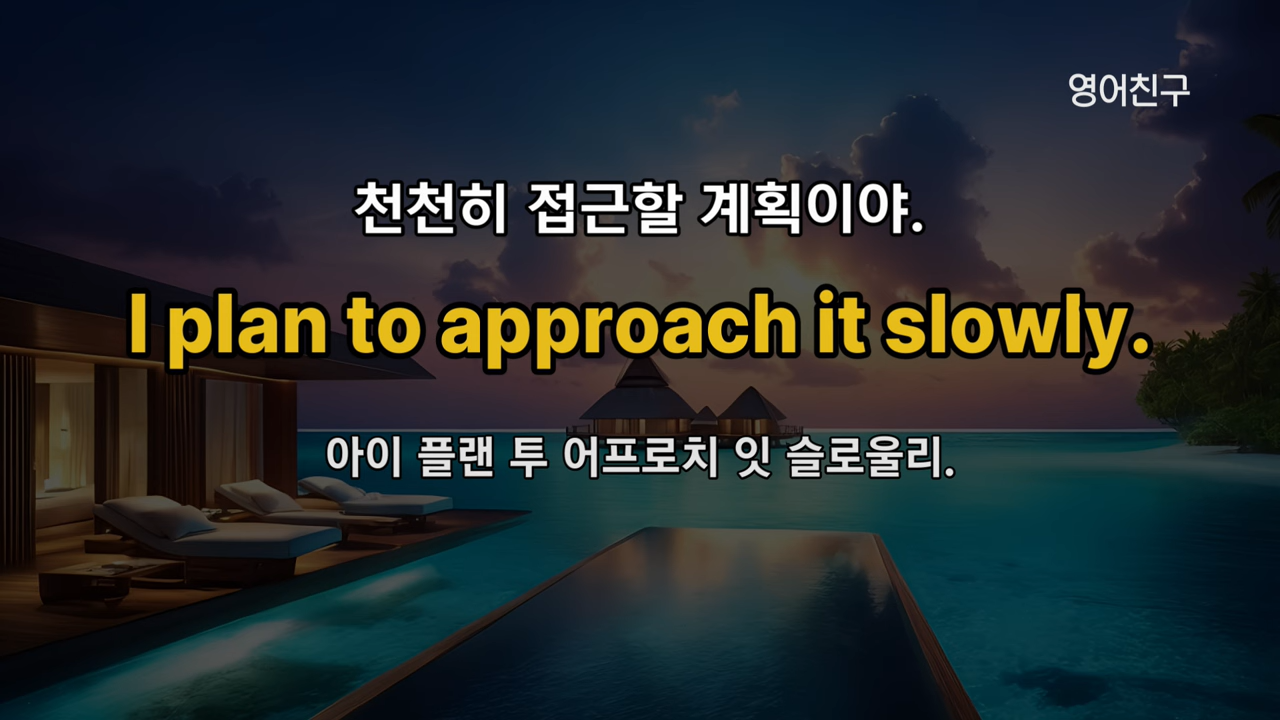 영어친구
천천히 접근할 계획이야.
I plan to approach it slowly.
아이 플랜 투 어프로치 잇 슬로울리.